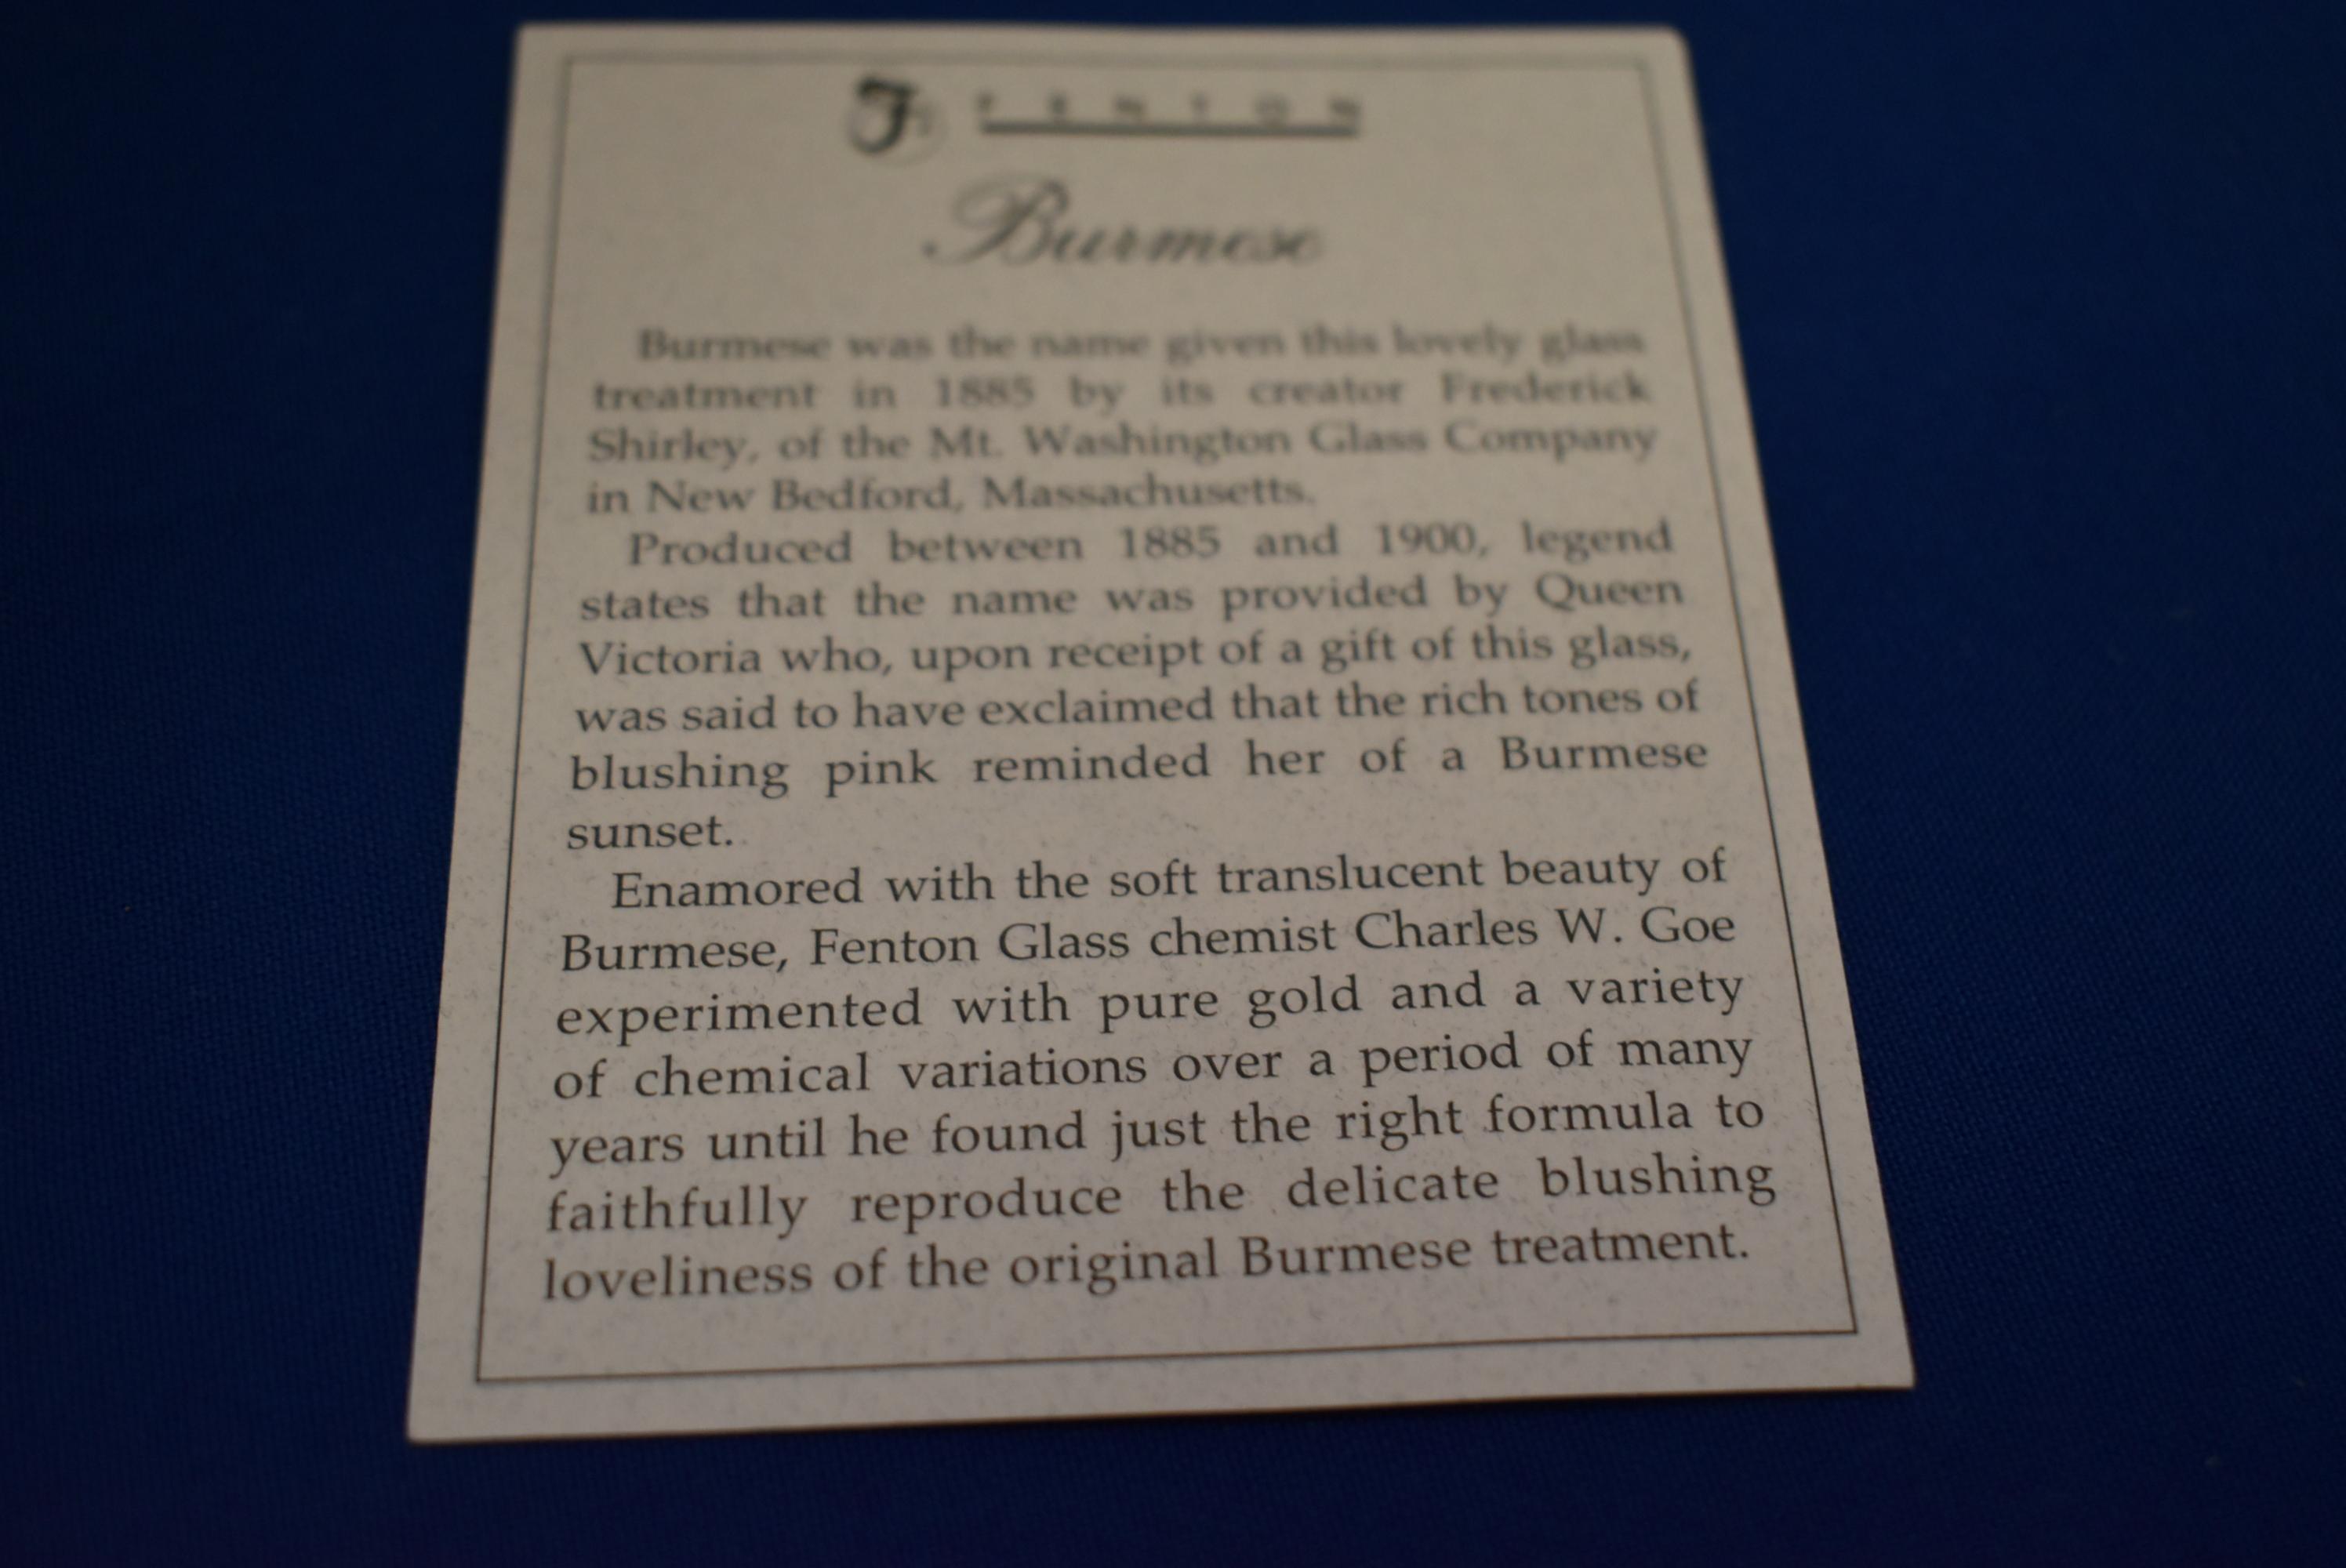 F FENTON
Burmese
Burmese was the name given this lovely glass
treatment in 1885 by its creator Frederick
Shirley, of the Mt. Washington Glass Company
in New Bedford, Massachusetts.
Produced between 1885 and 1900, legend
states that the name was provided by Queen
Victoria who, upon receipt of a gift of this glass,
was said to have exclaimed that the rich tones of
blushing pink reminded her of a Burmese
sunset.
Enamored with the soft translucent beauty of
Burmese, Fenton Glass chemist Charles W. Goe
experimented with pure gold and a variety
of chemical variations over a period of many
years until he found just the right formula to
faithfully reproduce the delicate blushing
loveliness of the original Burmese treatment.